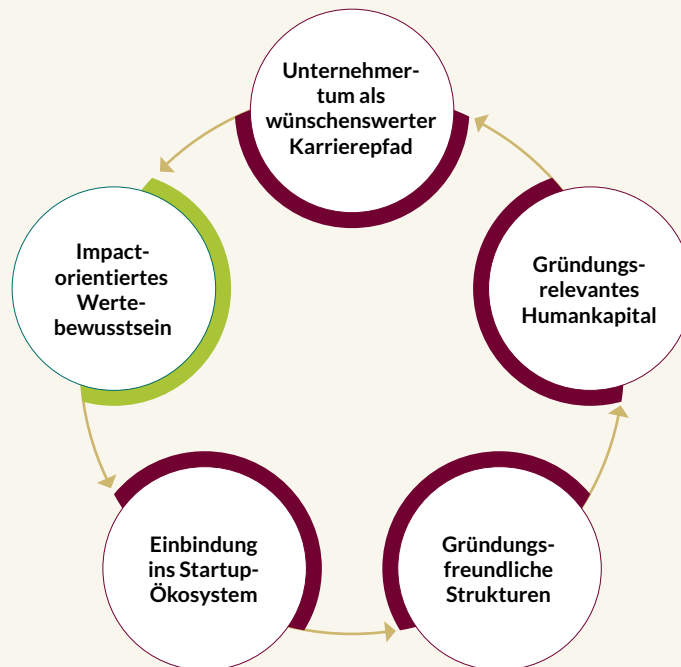 Unternehmer-
tum als
wünschenswerter
Karrierepfad
Impact-
orientiertes
Werte-
bewusstsein
Gründungs-
relevantes
Humankapital
Einbindung
ins Startup-
Ökosystem
Gründungs-
freundliche
Strukturen